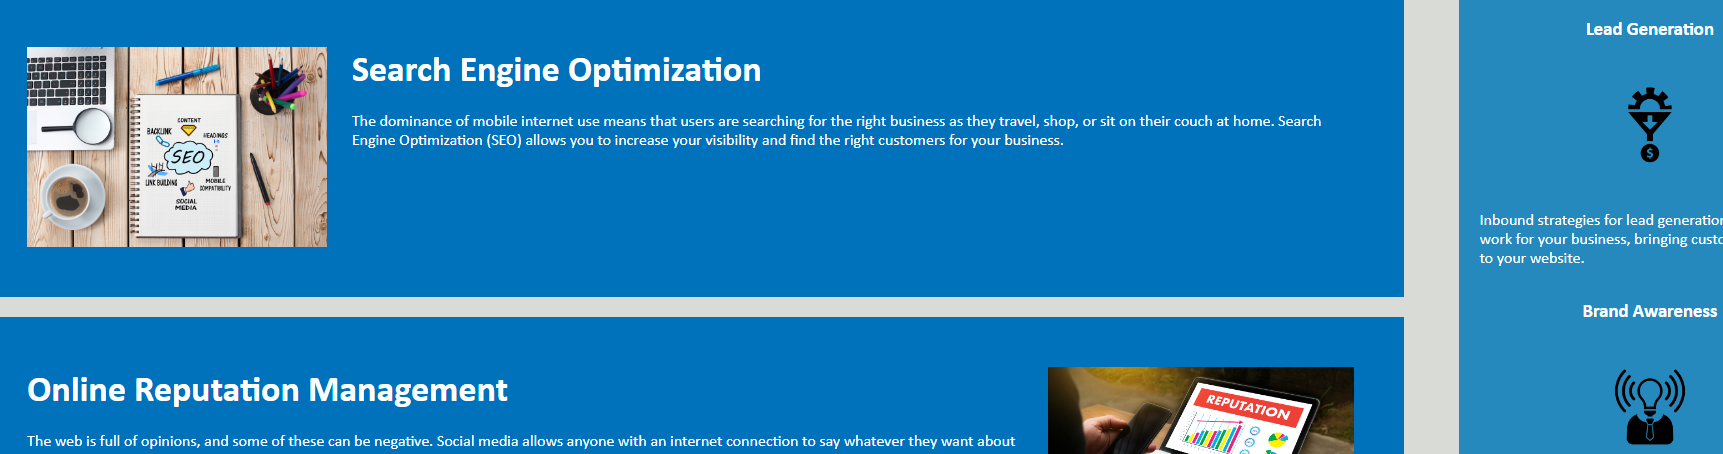 Search Engine Optimization
The dominance of mobile internet use means that users are searching for the right business as they travel, shop, or sit on their couch at home. Search
Engine Optimization (SEO) allows you to increase your visibility and find the right customers for your business.
CONTENT
BACKLINK
HEADINGS
SEO
LINK BUILDING
MOBILE
COMPATIBILITY
SOCIAL
MEDIA
Online Reputation Management
The web is full of opinions, and some of these can be negative. Social media allows anyone with an internet connection to say whatever they want about
REPUTATION
Lead Generation
$
Inbound strategies for lead generation
work for your business, bringing custo
to your website.
Brand Awareness